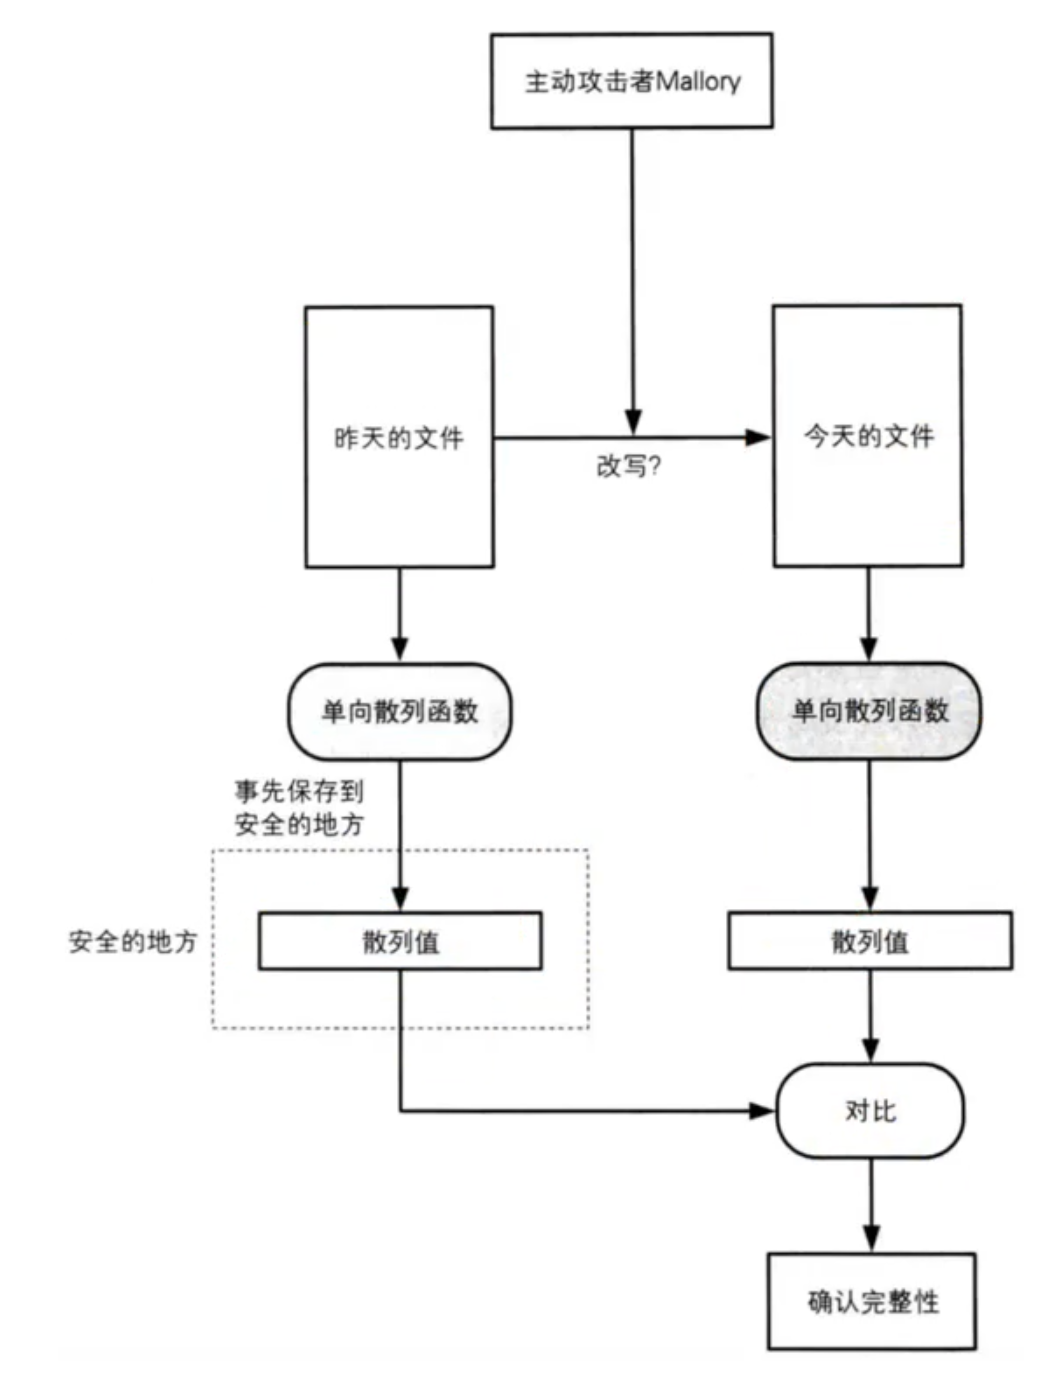 主动攻击者Mallory
昨天的文件
今天的文件
改写?
单向散列函数
单向散列函数
事先保存到
安全的地方
安全的地方
散列值
散列值
对比
确认完整性